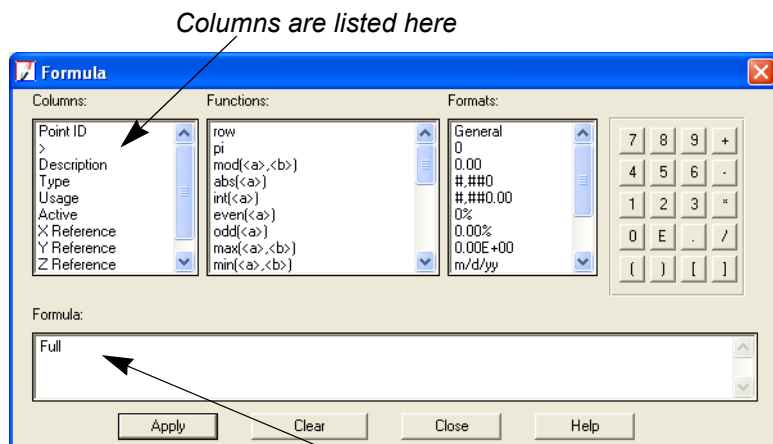 Columns are listed here
Formula
Columns: Functions: Formats:
Point ID
>
Description
Type
Usage
Active
X Reference
Y Reference
Z Reference
row
pi
mod(<a>,<b>)
abs(<a>)
int(<a>)
even(<a>)
odd(<a>)
max(<a>,<b>)
min(<a>,<b>)
General
0
0.00
#,##0
#,##0.00
0%
0.00%
0.00E+00
m/d/yy
7 8 9 +
4 5 6 -
1 2 3 *
0 E . /
( ) [ ]
Formula:
Full
Apply Clear Close Help